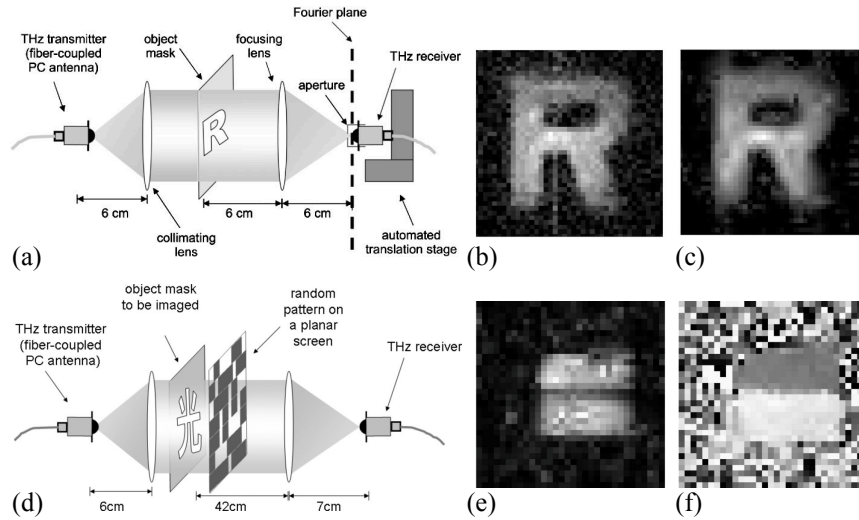 Fourier plane
THz transmitter
(fiber-coupled
PC antenna)
object
mask
focusing
lens
aperture
THz receiver
R
6 cm
6 cm
6 cm
collimating
lens
automated
translation stage
(a)
R
(b)
R
(c)
object mask
to be imaged
random
pattern on
a planar
screen
THz transmitter
(fiber-coupled
PC antenna)
THz receiver
光
6cm
42cm
7cm
(d)
(e)
(f)